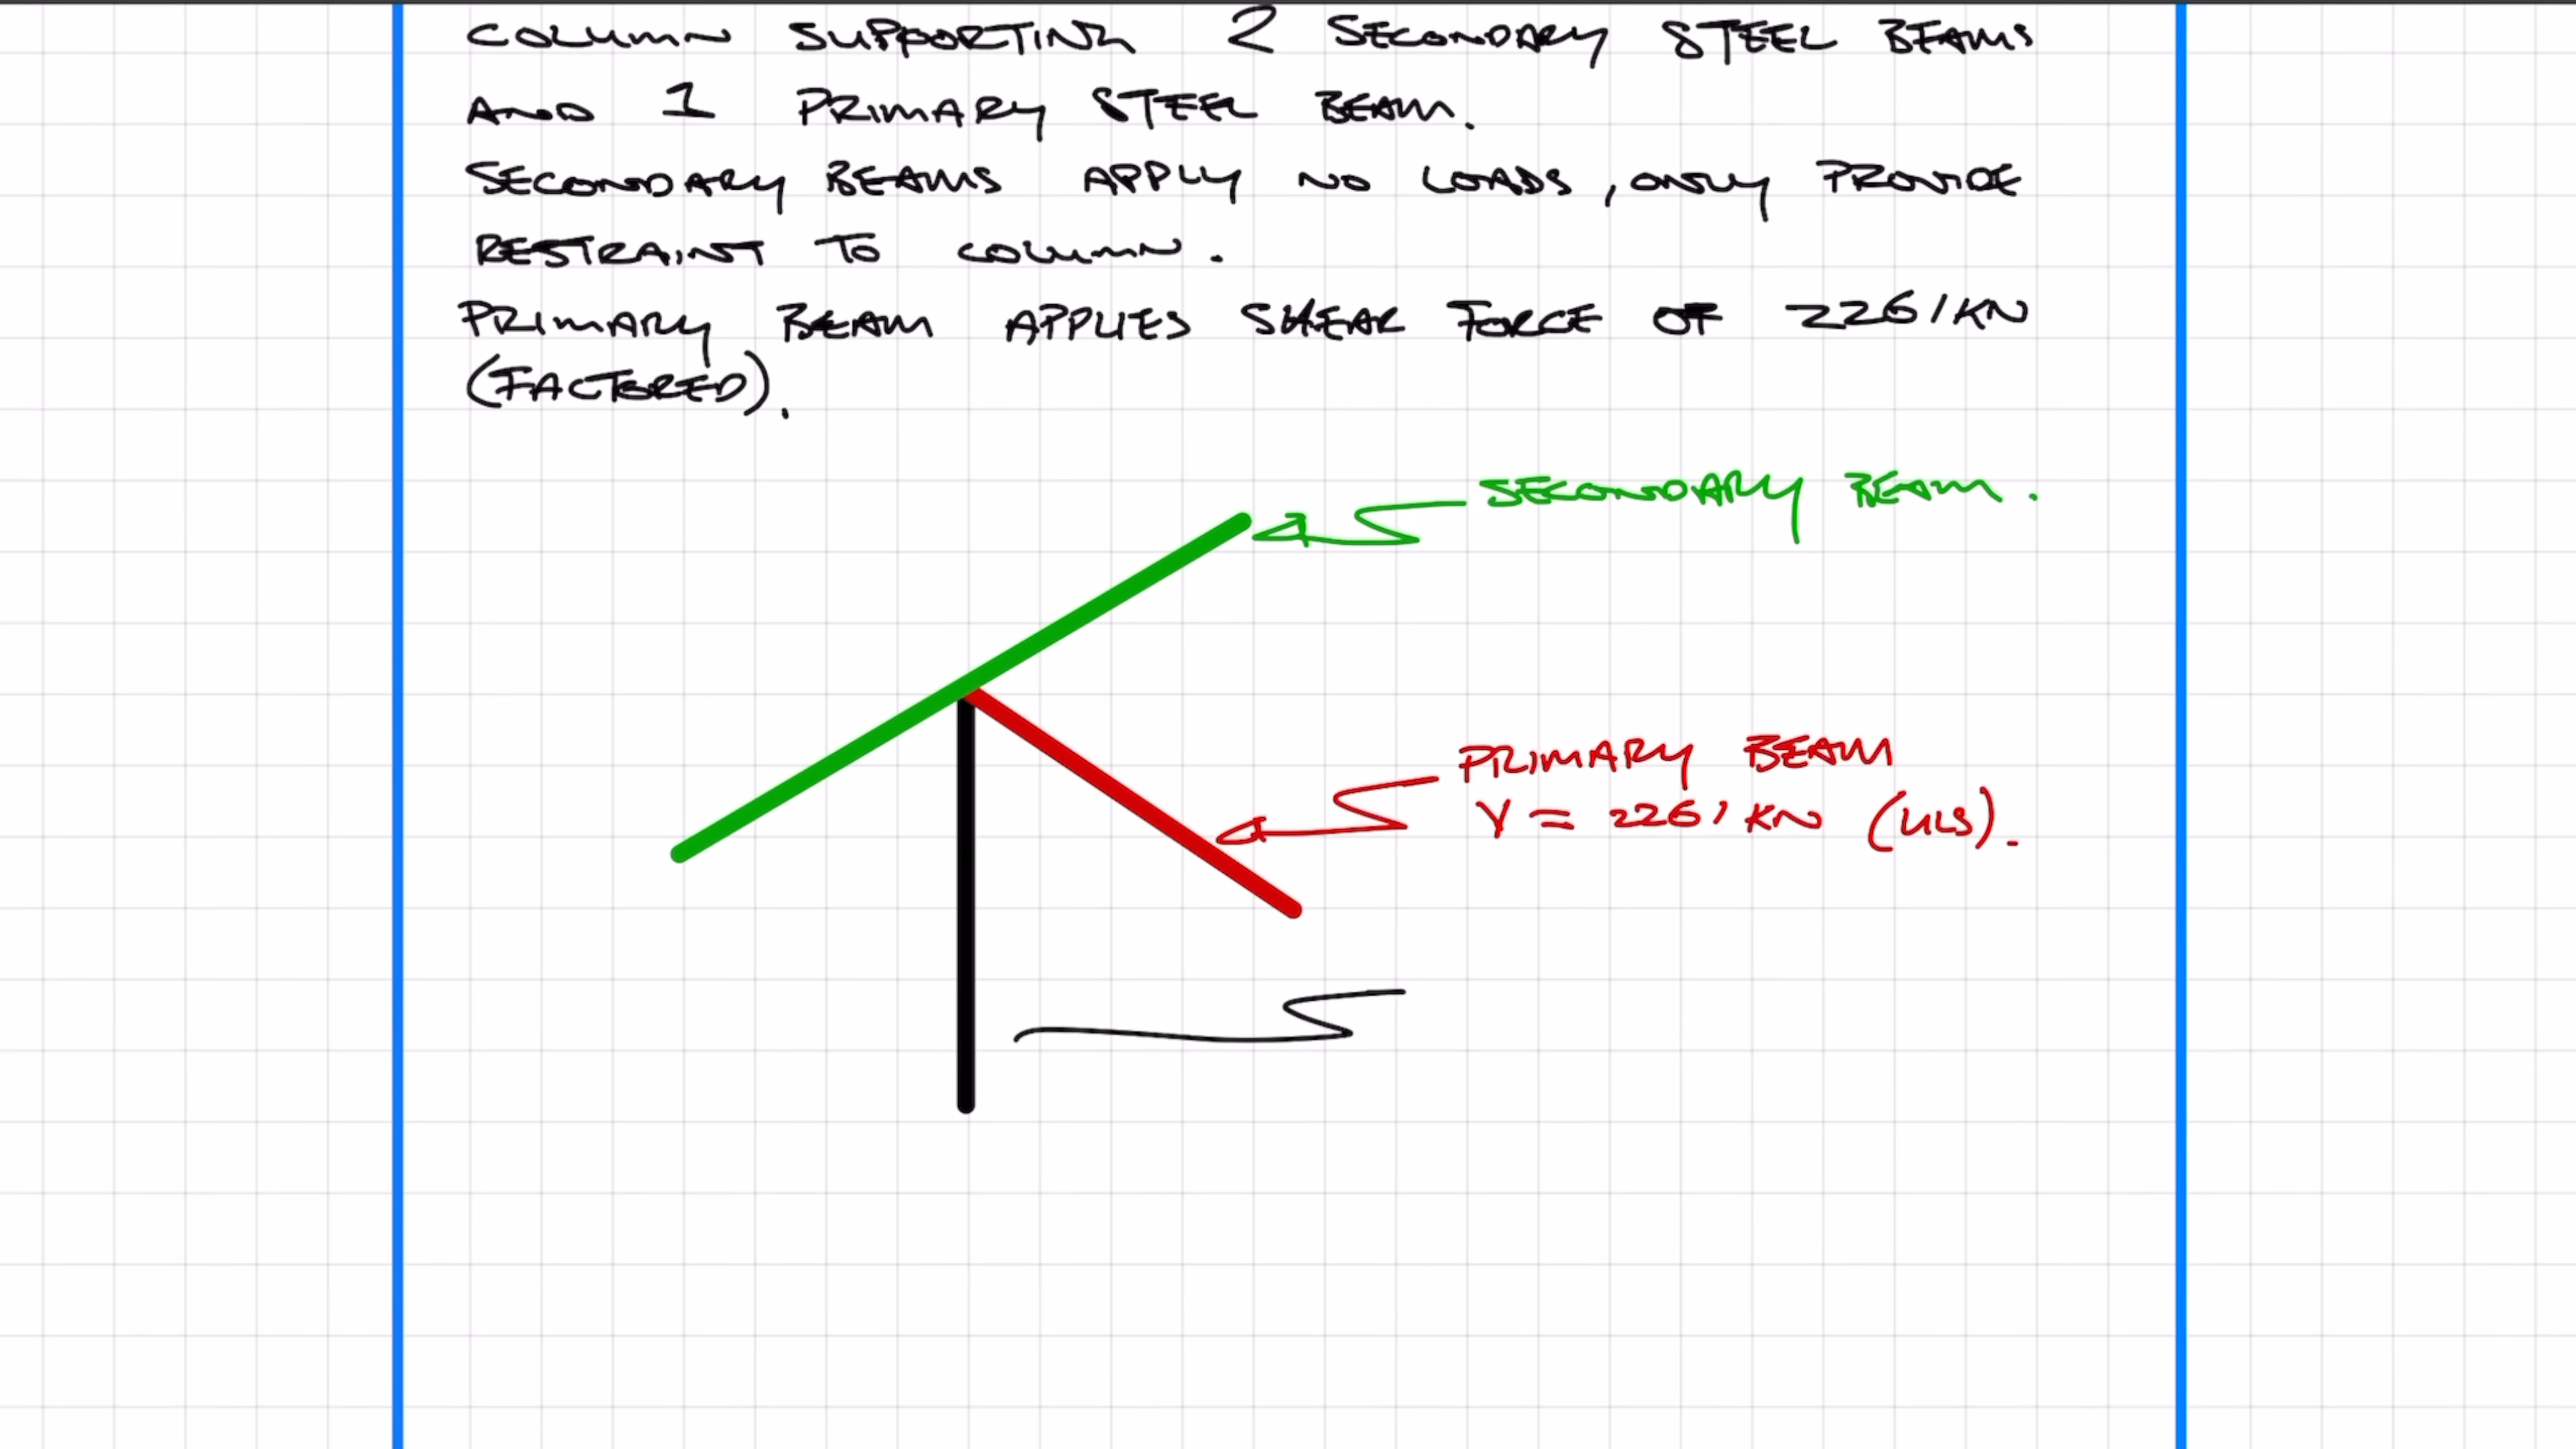 COLUMN SUPPORTING 2 SECONDARY STEEL BEAMS
AND 1 PRIMARY STEEL BEAM.
SECONDARY BEAMS APPLY NO LOADS, ONLY PROVIDE
RESTRAINT TO COLUMN.
PRIMARY BEAM APPLIES SHEAR FORCE OF 2261KN
(FACTORED).
SECONDARY BEAM.
PRIMARY BEAM
V = 2261KN (ULS).